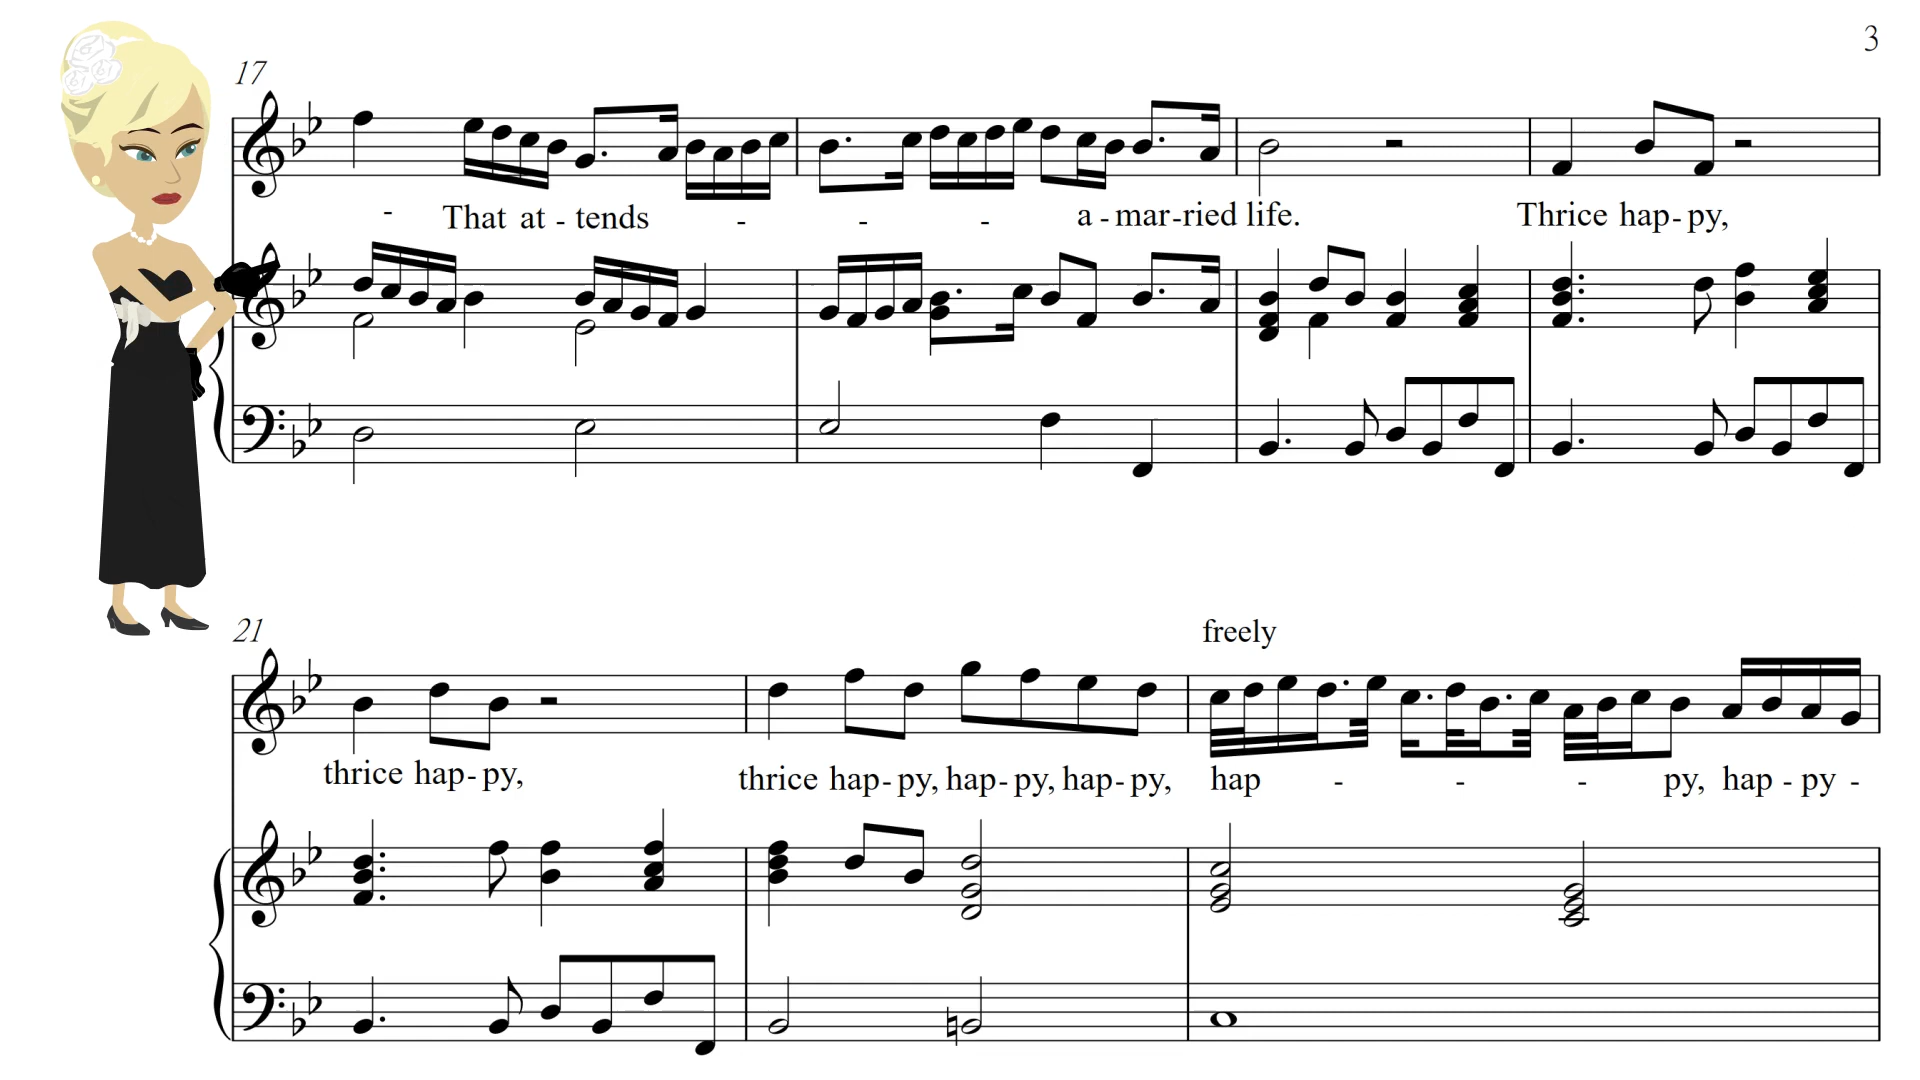 3
17
- That at - tends - - - a - mar - ried life. Thrice hap - py,
21
freely
thrice hap - py, thrice hap - py, hap - py, hap - py, hap - - - py, hap - py -